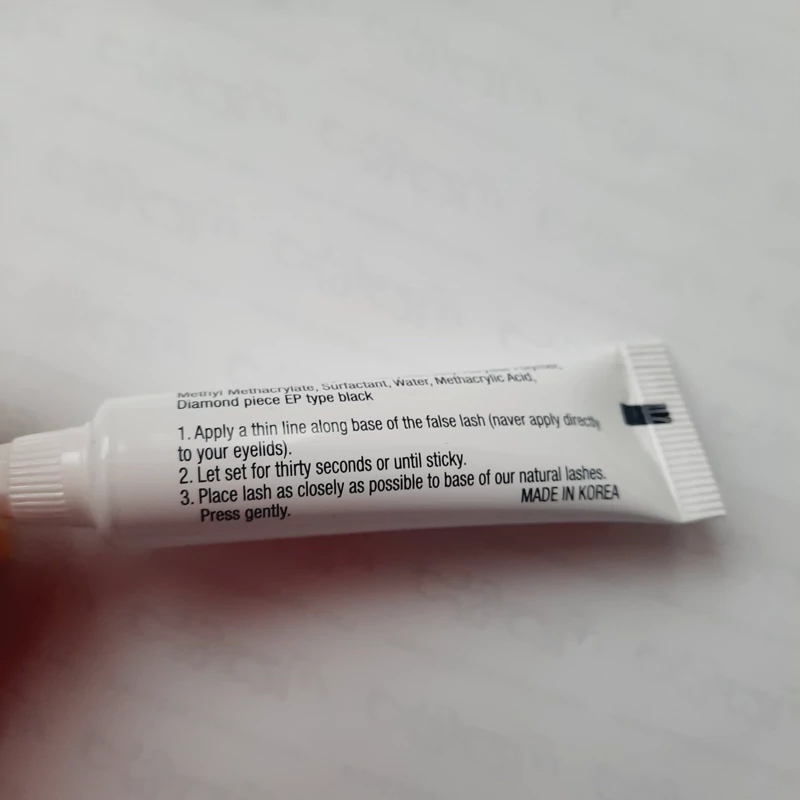 Methyl Methacrylate, Surfactant, Water, Methacrylic Acid,
Diamond piece EP type black
1. Apply a thin line along base of the false lash (naver apply directly
to your eyelids).
2. Let set for thirty seconds or until sticky.
3. Place lash as closely as possible to base of our natural lashes.
Press gently.
MADE IN KOREA